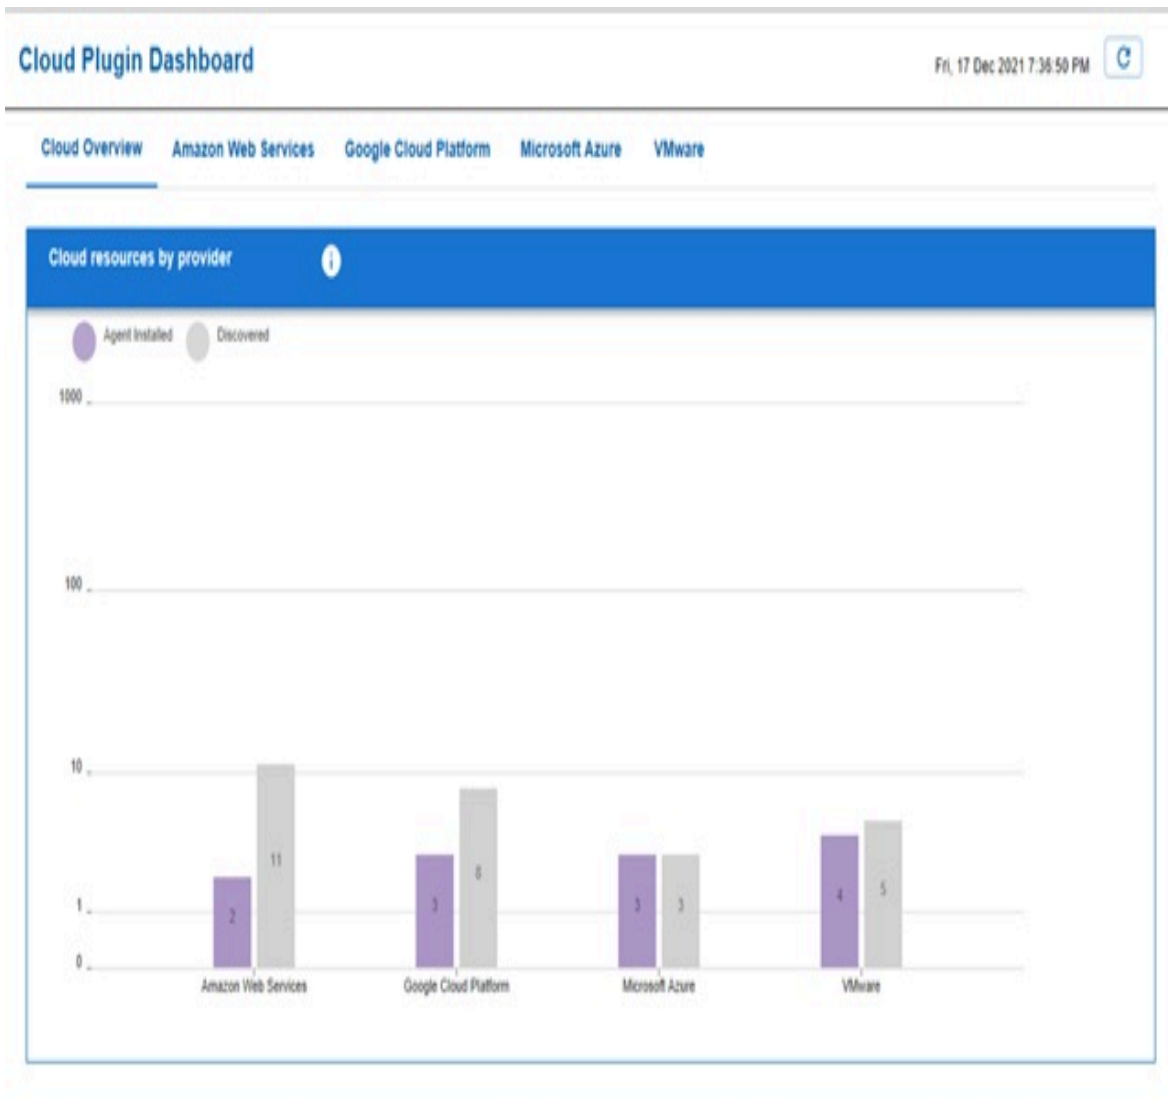 Cloud Plugin Dashboard
Fri, 17 Dec 2021 7:36:50 PM
Cloud Overview Amazon Web Services Google Cloud Platform Microsoft Azure VMware
Cloud resources by provider
Agent Installed Discovered
1000
100
10
1
0
2 11 3 8 3 3 4 5
Amazon Web Services Google Cloud Platform Microsoft Azure VMware